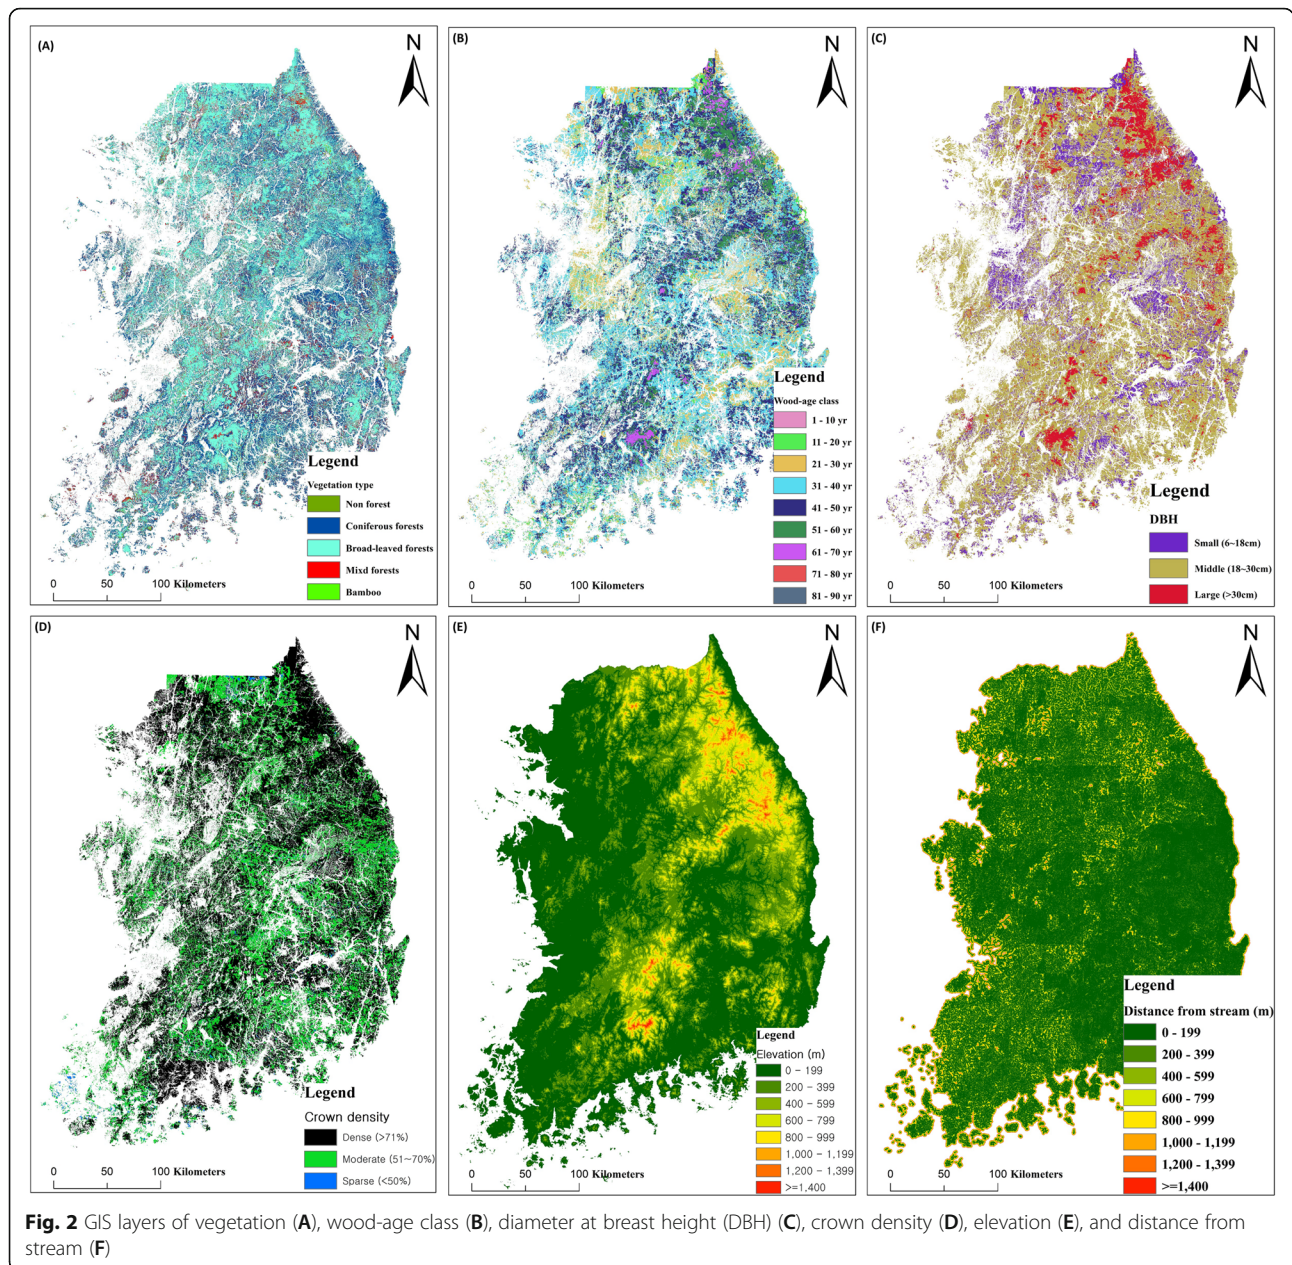 (A)
N
Legend
Vegetation type
Non forest
Coniferous forests
Broad-leaved forests
Mixd forests
Bamboo
0 100 Kilometers
(B)
N
Legend
Wood-age class
1 - 10 yr
11 - 20 yr
21 - 30 yr
31 - 40 yr
41 - 50 yr
51 - 60 yr
61 - 70 yr
71 - 80 yr
81 - 90 yr
0 50 100 Kilometers
(C)
N
Legend
DBH
Small (6~18cm)
Middle (18~30cm)
Large (>30cm)
0 50 100 Kilometers
(D)
N
Legend
Crown density
Dense (>71%)
Moderate (51~70%)
Sparse (<50%)
0 50 100 Kilometers
(E)
N
Legend
Elevation (m)
0 - 199
200 - 399
400 - 599
600 - 799
800 - 999
1,000 - 1,199
1,200 - 1,399
>=1,400
0 50 100 Kilometers
(F)
N
Legend
Distance from stream (m)
0 - 199
200 - 399
400 - 599
600 - 799
800 - 999
1,000 - 1,199
1,200 - 1,399
>=1,400
0 50 100 Kilometers
Fig. 2 GIS layers of vegetation (A), wood-age class (B), diameter at breast height (DBH) (C), crown density (D), elevation (E), and distance from
stream (F)